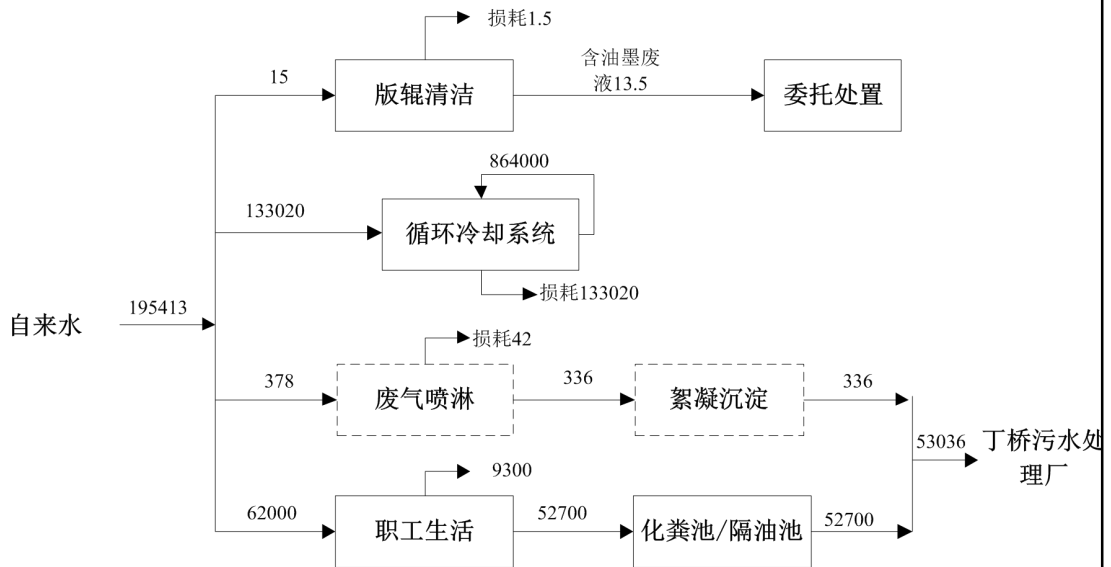 损耗1.5
15
版辊清洁
含油墨废
液13.5
委托处置
864000
133020
循环冷却系统
损耗133020
自来水
195413
损耗42
378
废气喷淋
336
絮凝沉淀
336
53036
丁桥污水处
理厂
9300
62000
职工生活
52700
化粪池/隔油池
52700